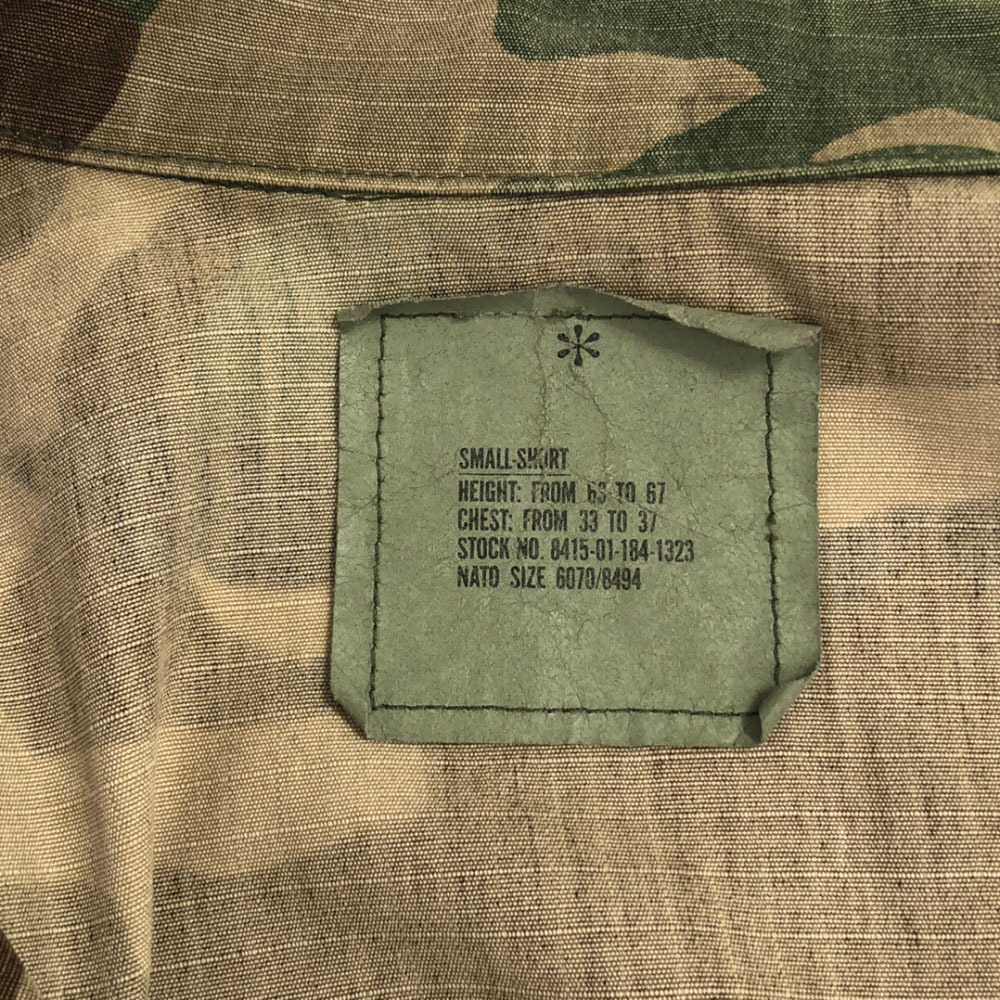 *
SMALL-SHORT
HEIGHT: FROM 63 TO 67
CHEST: FROM 33 TO 37
STOCK NO. 8415-01-184-1323
NATO SIZE 6070/8494